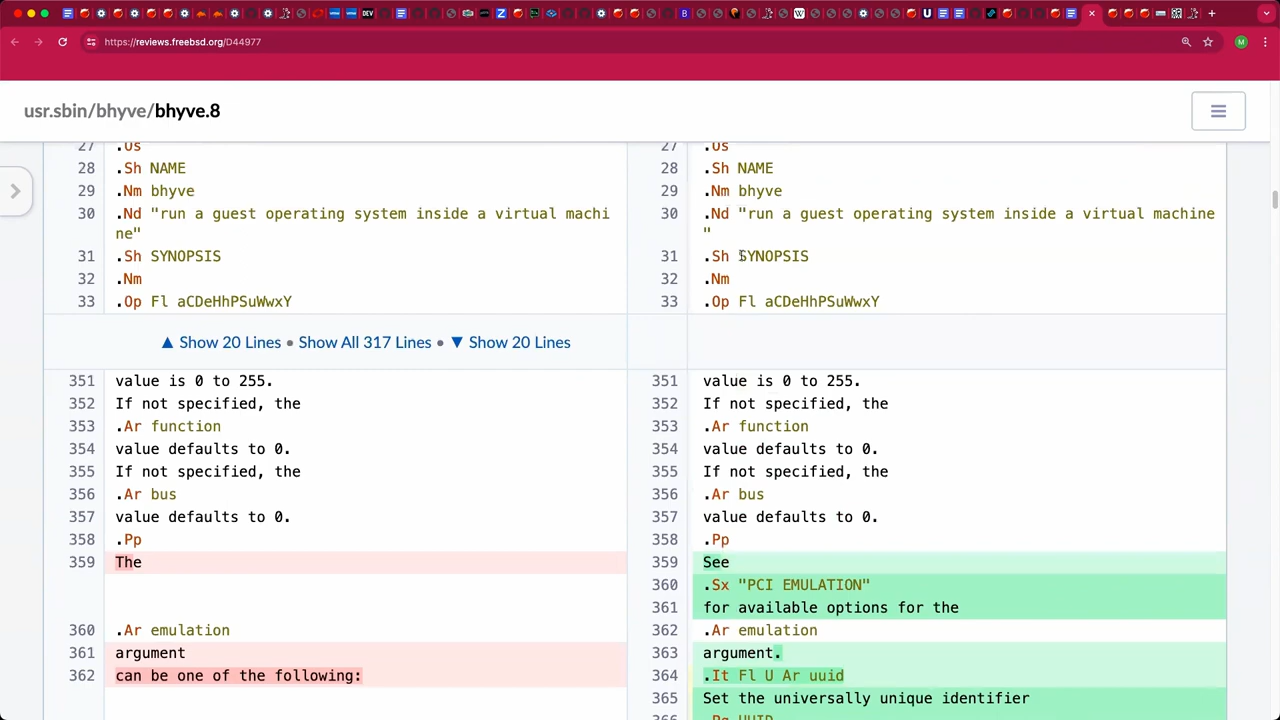 https://reviews.freebsd.org/D44977
usr.sbin/bhyve/bhyve.8
27 .Os
28 .Sh NAME
29 .Nm bhyve
30 .Nd "run a guest operating system inside a virtual machi
ne"
31 .Sh SYNOPSIS
32 .Nm
33 .Op Fl aCDeHhPSuWwxY
▲ Show 20 Lines • Show All 317 Lines • ▼ Show 20 Lines
351 value is 0 to 255.
352 If not specified, the
353 .Ar function
354 value defaults to 0.
355 If not specified, the
356 .Ar bus
357 value defaults to 0.
358 .Pp
359 The
360 .Ar emulation
361 argument
362 can be one of the following:
27 .Os
28 .Sh NAME
29 .Nm bhyve
30 .Nd "run a guest operating system inside a virtual machine
"
31 .Sh SYNOPSIS
32 .Nm
33 .Op Fl aCDeHhPSuWwxY
351 value is 0 to 255.
352 If not specified, the
353 .Ar function
354 value defaults to 0.
355 If not specified, the
356 .Ar bus
357 value defaults to 0.
358 .Pp
359 See
360 .Sx "PCI EMULATION"
361 for available options for the
362 .Ar emulation
363 argument.
364 .It Fl U Ar uuid
365 Set the universally unique identifier
366 .Pq UUID